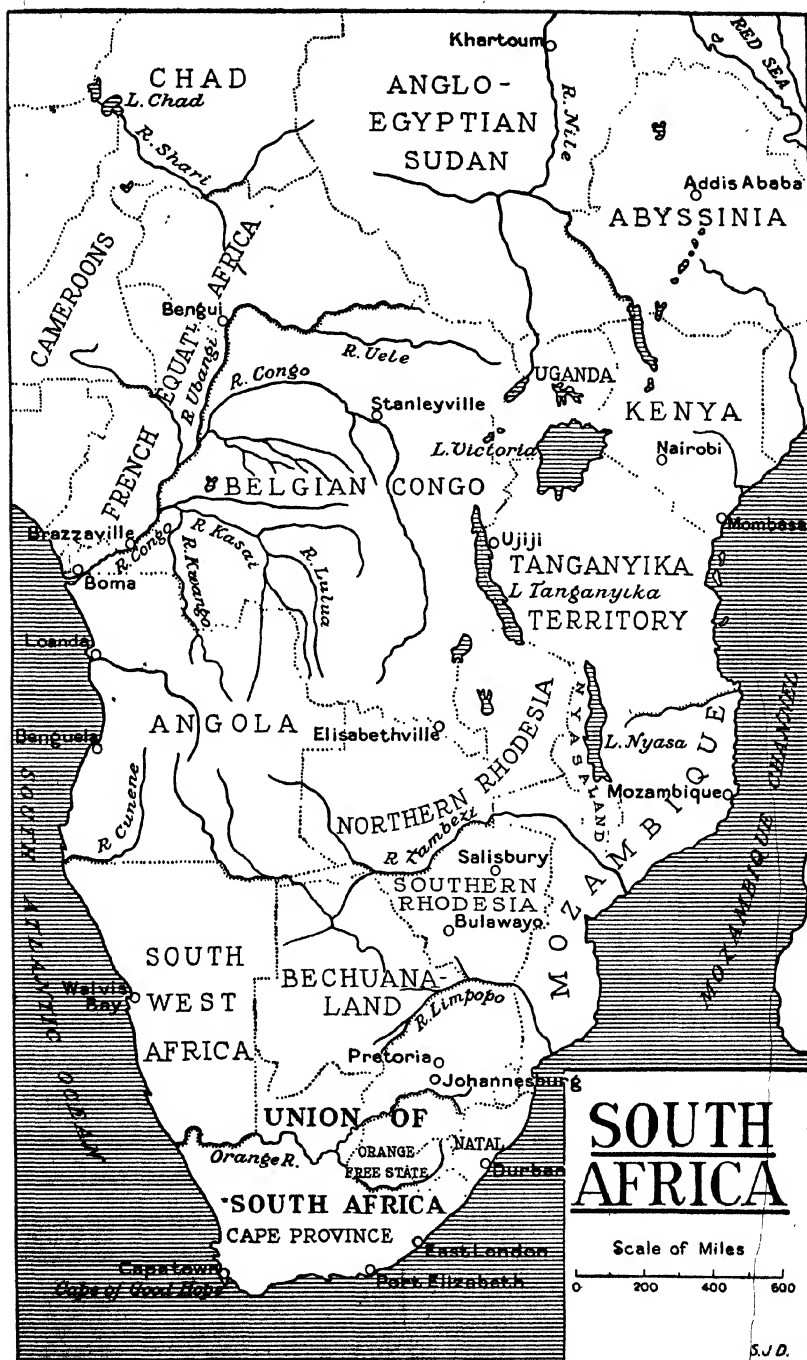 Khartoum
RED SEA
CHAD
L. Chad
ANGLO-
EGYPTIAN
SUDAN
R. Nile
R. Shari
Addis Ababa
ABYSSINIA
CAMEROONS
FRENCH EQUATL AFRICA
Bengui
R Ubangi
R. Uele
R. Congo
UGANDA
Stanleyville
KENYA
L. Victoria
Nairobi
BELGIAN CONGO
Mombasa
Brazzaville
R. Congo
R Kasai
R. Kwango
R. Lulua
Ujiji
TANGANYIKA
L Tanganyika
TERRITORY
Boma
Loanda
ANGOLA
Elisabethville
NYASALAND
L. Nyasa
Benguela
NORTHERN RHODESIA
Mozambique
MOZAMBIQUE
MOZAMBIQUE CHANNEL
SOUTH ATLANTIC OCEAN
R Cunene
R Zambezi
Salisbury
SOUTHERN
RHODESIA
Bulawayo
SOUTH
WEST
AFRICA
BECHUANA-
LAND
Walvis
Bay
R. Limpopo
Pretoria
Johannesburg
UNION OF
Orange R.
ORANGE
FREE STATE
NATAL
Durban
SOUTH AFRICA
CAPE PROVINCE
East London
Capetown
Port Elizabeth
Cape of Good Hope
SOUTH
AFRICA
Scale of Miles
0 200 400 600
S.J D.